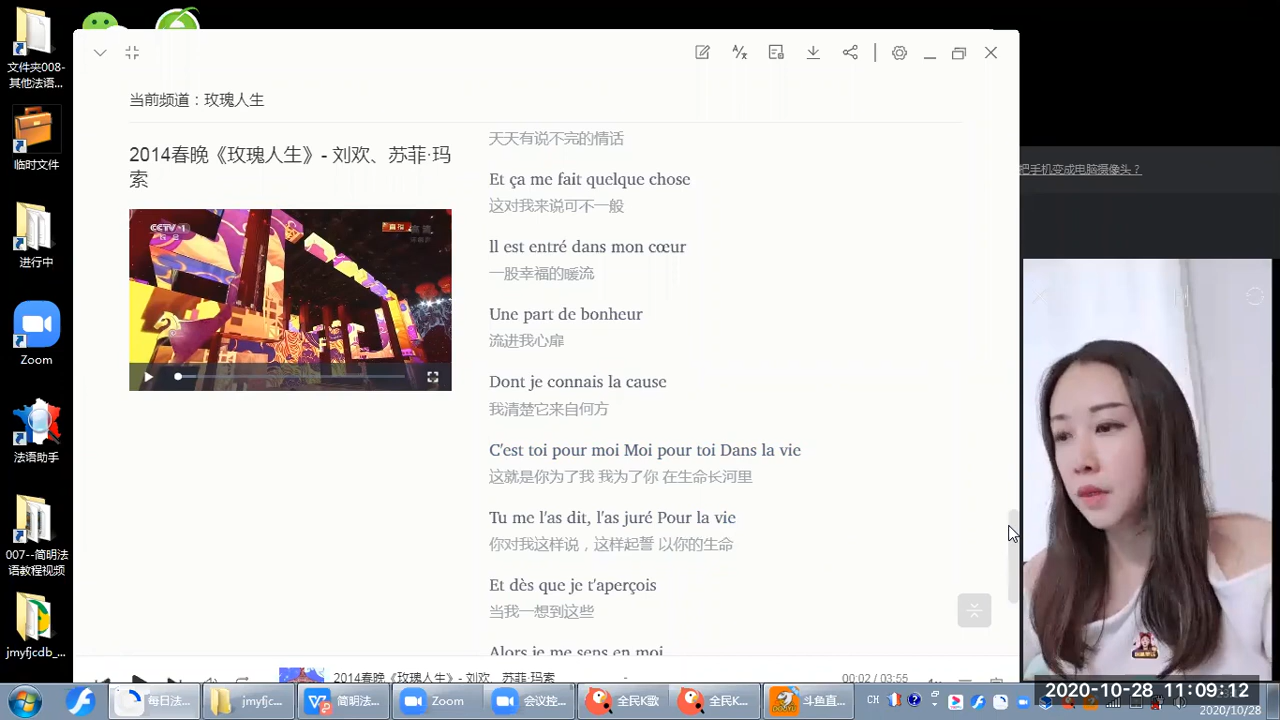 文件夹008-
其他法语...
临时文件
进行中
Zoom
法语助手
007--简明法
语教程视频
jmyfjcdb_...
当前频道：玫瑰人生
把手机变成电脑摄像头？
2014春晚《玫瑰人生》- 刘欢、苏菲·玛
索
CCTV 1
天天有说不完的情话
Et ça me fait quelque chose
这对我来说可不一般
ll est entré dans mon cœur
一股幸福的暖流
Une part de bonheur
流进我心扉
Dont je connais la cause
我清楚它来自何方
C'est toi pour moi Moi pour toi Dans la vie
这就是你为了我 我为了你 在生命长河里
Tu me l'as dit, l'as juré Pour la vie
你对我这样说，这样起誓 以你的生命
Et dès que je t'aperçois
当我一想到这些
Alors je me sens en moi
2014春晚《玫瑰人生》- 刘欢、苏菲·玛索
00:02 / 03:55
每日法...
jmyfjc...
简明法...
Zoom
会议控...
全民K歌
全民K...
斗鱼直...
CH
2020-10-28 11:09:12
2020/10/28